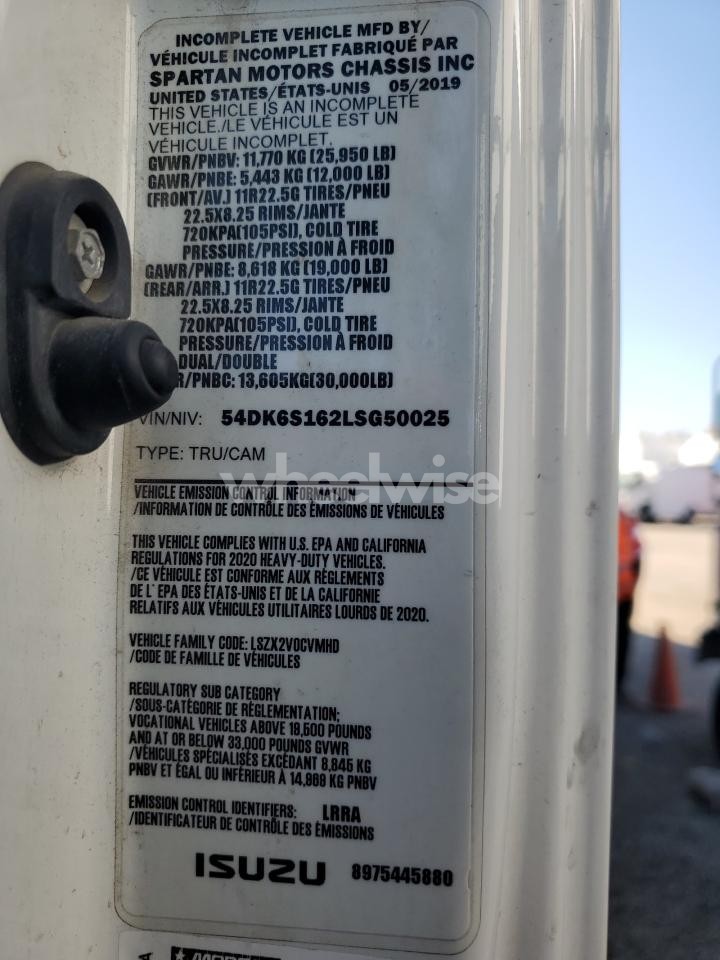 INCOMPLETE VEHICLE MFD BY/
VÉHICULE INCOMPLET FABRIQUÉ PAR
SPARTAN MOTORS CHASSIS INC
UNITED STATES/ÉTATS-UNIS 05/2019
THIS VEHICLE IS AN INCOMPLETE
VEHICLE./LE VÉHICULE EST UN
VÉHICULE INCOMPLET.
GVWR/PNBV: 11,770 KG (25,950 LB)
GAWR/PNBE: 5,443 KG (12,000 LB)
(FRONT/AV.) 11R22.5G TIRES/PNEU
22.5X8.25 RIMS/JANTE
720KPA(105PSI), COLD TIRE
PRESSURE/PRESSION À FROID
GAWR/PNBE: 8,618 KG (19,000 LB)
(REAR/ARR.) 11R22.5G TIRES/PNEU
22.5X8.25 RIMS/JANTE
720KPA(105PSI), COLD TIRE
PRESSURE/PRESSION À FROID
DUAL/DOUBLE
R/PNBC: 13,605KG(30,000LB)
VIN/NIV: 54DK6S162LSG50025
TYPE: TRU/CAM
wheelwise
VEHICLE EMISSION CONTROL INFORMATION
/INFORMATION DE CONTRÔLE DES ÉMISSIONS DE VÉHICULES
THIS VEHICLE COMPLIES WITH U.S. EPA AND CALIFORNIA
REGULATIONS FOR 2020 HEAVY-DUTY VEHICLES.
/CE VÉHICULE EST CONFORME AUX RÈGLEMENTS
DE L' EPA DES ÉTATS-UNIS ET DE LA CALIFORNIE
RELATIFS AUX VÉHICULES UTILITAIRES LOURDS DE 2020.
VEHICLE FAMILY CODE: LSZX2VOCVMHD
/CODE DE FAMILLE DE VÉHICULES
REGULATORY SUB CATEGORY
/SOUS-CATÉGORIE DE RÈGLEMENTATION;
VOCATIONAL VEHICLES ABOVE 19,500 POUNDS
AND AT OR BELOW 33,000 POUNDS GVWR
/VÉHICULES SPÉCIALISÉS EXCÉDANT 8,845 KG
PNBV ET ÉGAL OU INFÉRIEUR À 14,969 KG PNBV
EMISSION CONTROL IDENTIFIERS: LRRA
/IDENTIFICATEUR DE CONTRÔLE DES ÉMISSIONS
ISUZU 8975445880